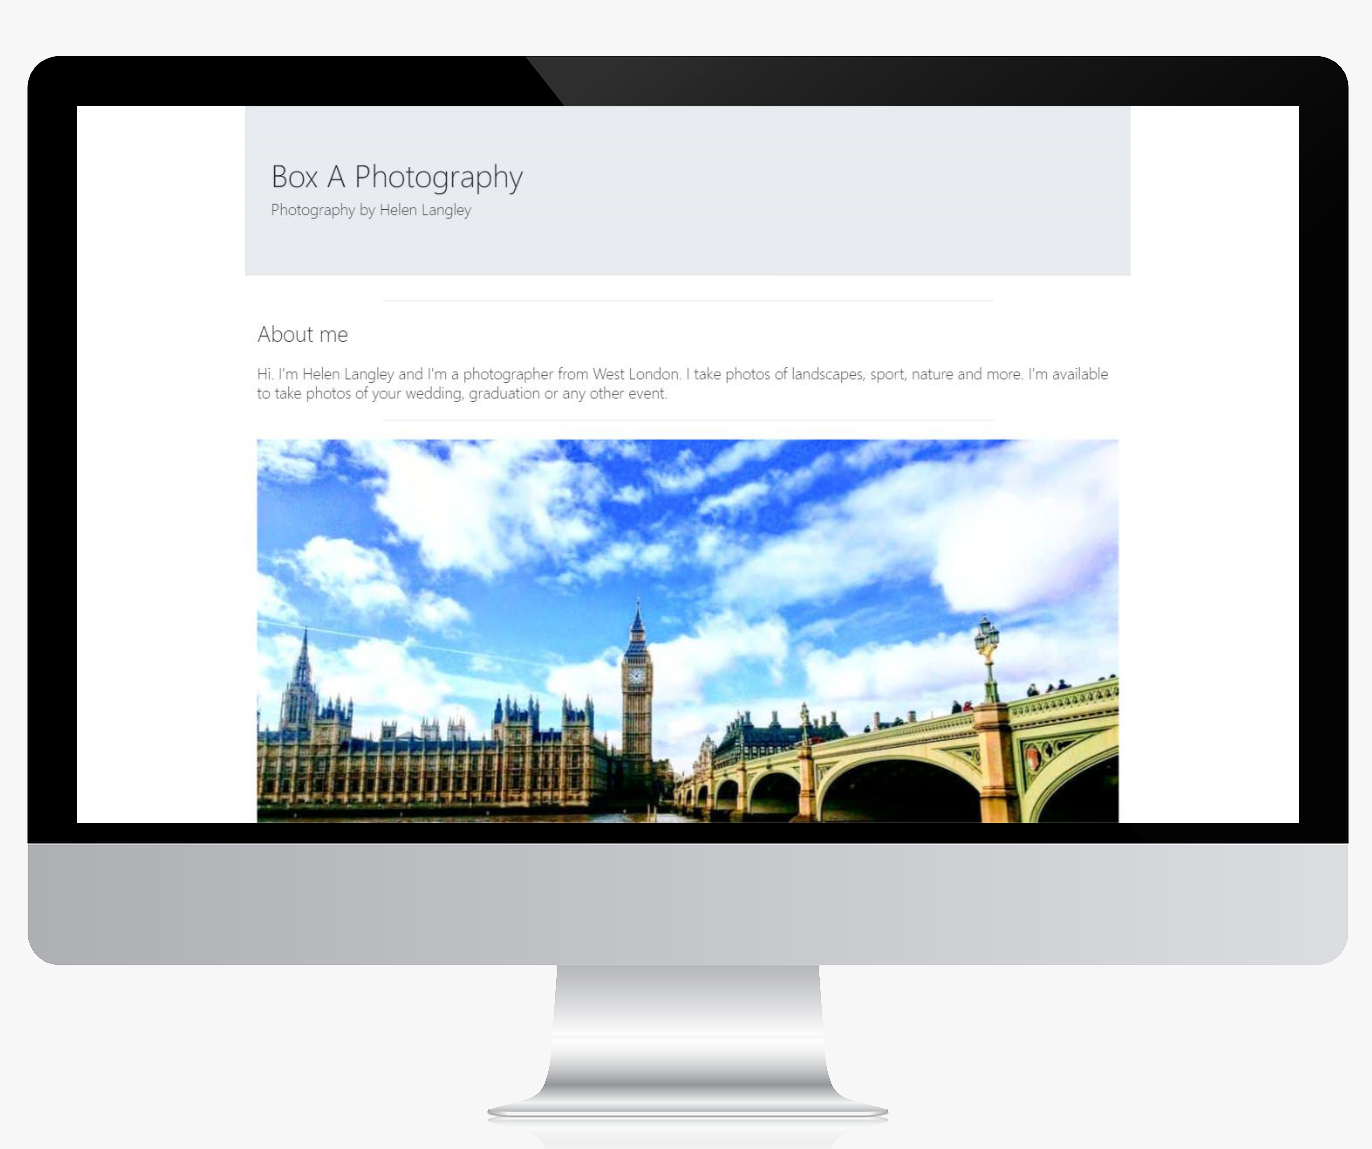 Box A Photography
Photography by Helen Langley
About me
Hi. I'm Helen Langley and I'm a photographer from West London. I take photos of landscapes, sport, nature and more. I'm available
to take photos of your wedding, graduation or any other event.